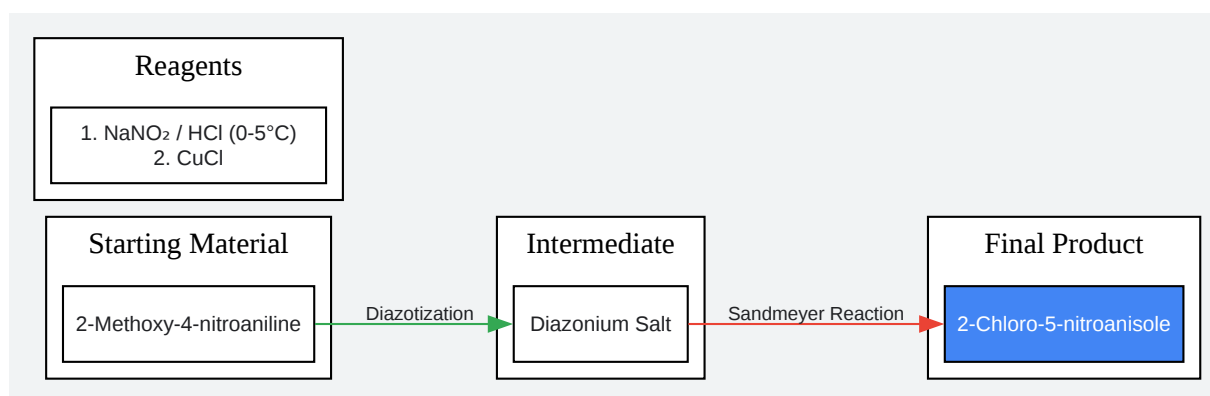 Reagents
1. NaNO₂ / HCl (0-5°C)
2. CuCl
Starting Material
2-Methoxy-4-nitroaniline
Diazotization
Intermediate
Diazonium Salt
Sandmeyer Reaction
Final Product
2-Chloro-5-nitroanisole